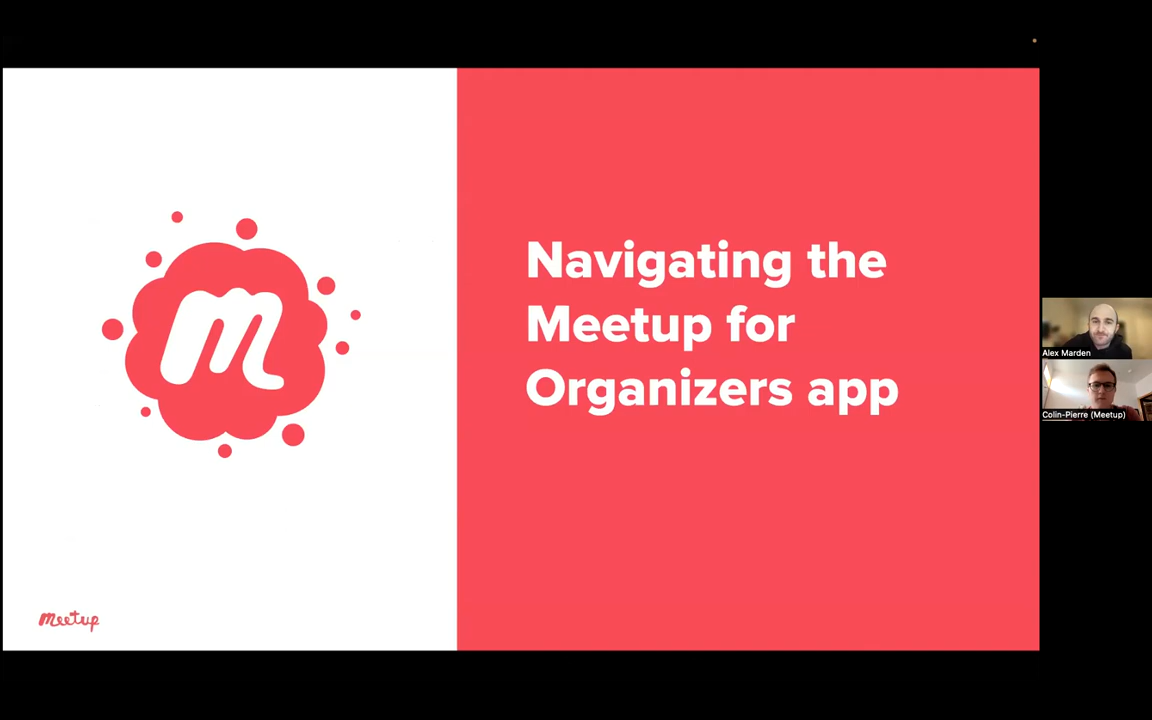 m
Navigating the
Meetup for
Organizers app
meetup
Alex Marden
Colin-Pierre (Meetup)